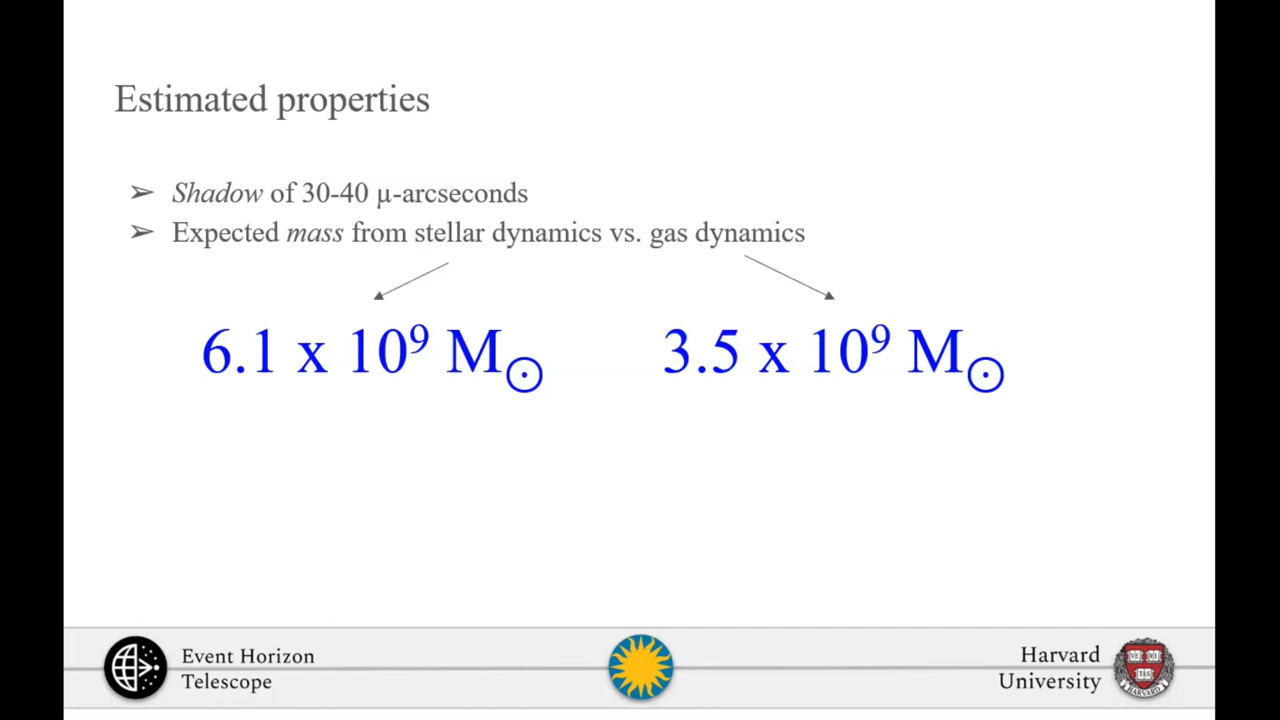 Estimated properties
➢ Shadow of 30-40 µ-arcseconds
➢ Expected mass from stellar dynamics vs. gas dynamics
6.1 x 10⁹ M☉ 3.5 x 10⁹ M☉
Event Horizon
Telescope
Harvard
University
HARVARD